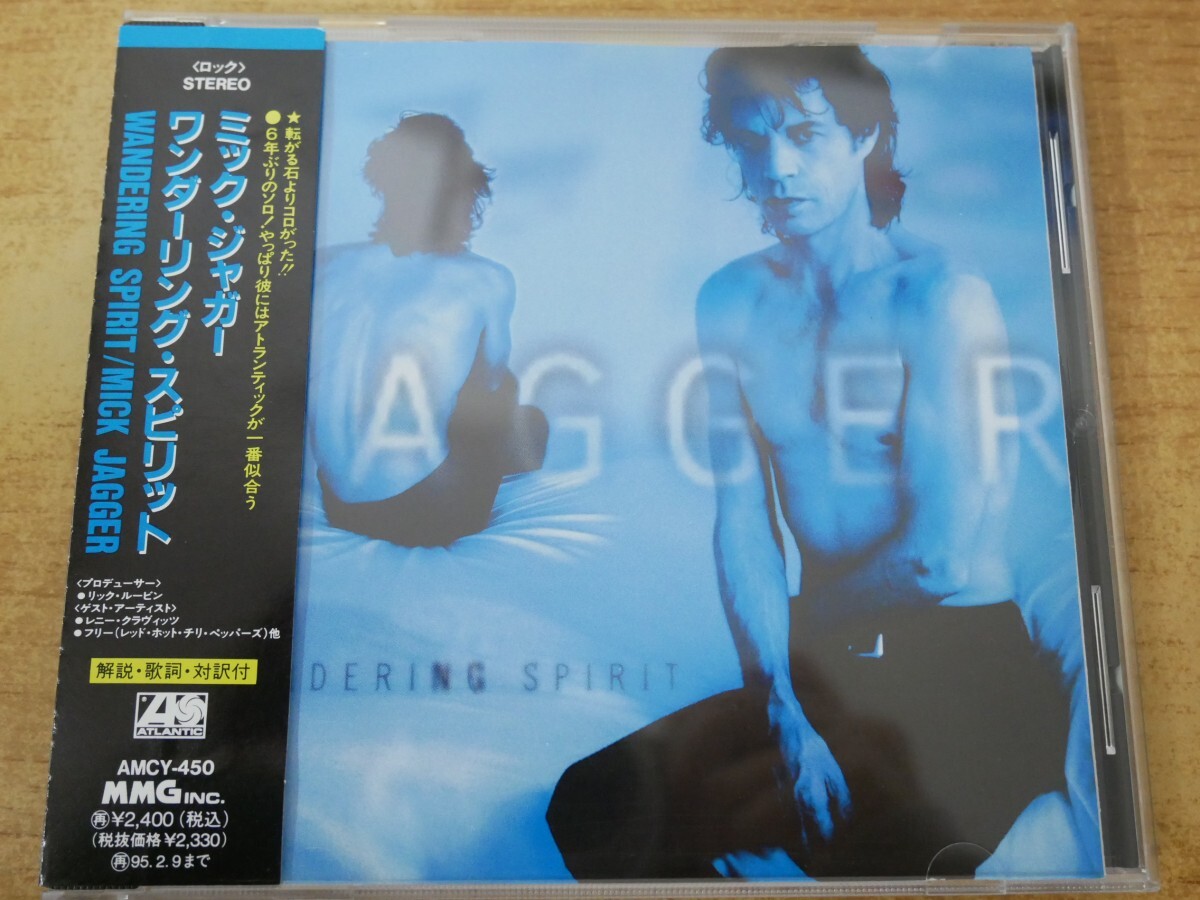 〈ロック〉
STEREO
★転がる石よりコロがった!!
●6年ぶりのソロ!やっぱり彼にはアトランティックが一番似合う
ミック・ジャガー
ワンダーリング・スピリット
WANDERING SPIRIT/MICK JAGGER
〈プロデューサー〉
●リック・ルービン
〈ゲスト・アーティスト〉
●レニー・クラヴィッツ
●フリー(レッド・ホット・チリ・ペッパーズ)他
解説・歌詞・対訳付
ATLANTIC
AMCY-450
MMG INC.
再¥2,400(税込)
(税抜価格¥2,330)
再95.2.9まで
AGGER
DERING SPIRIT